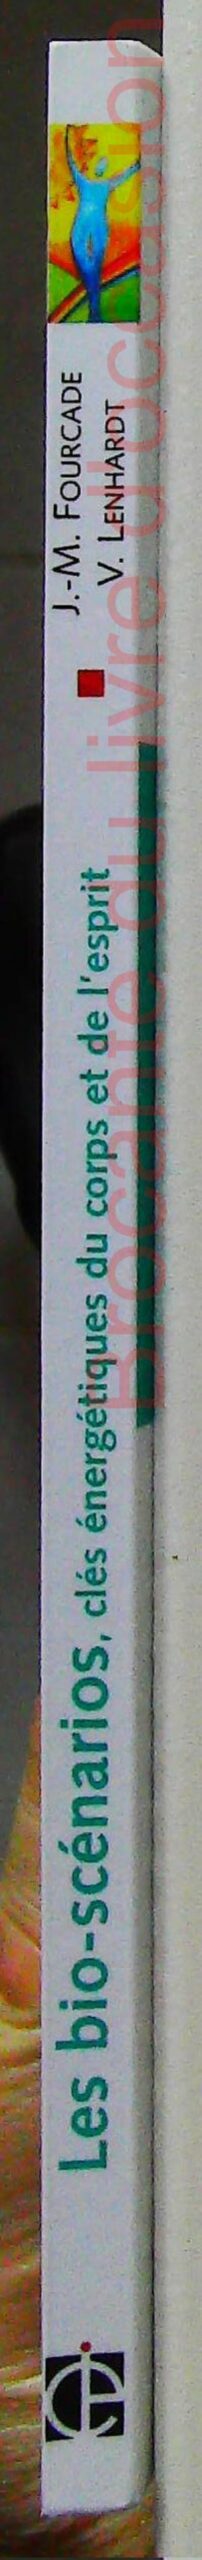 Les bio-scénarios, clés énergétiques du corps et de l'esprit
J.-M. FOURCADE
V. LENHARDT
Brocante du livre d'occasion